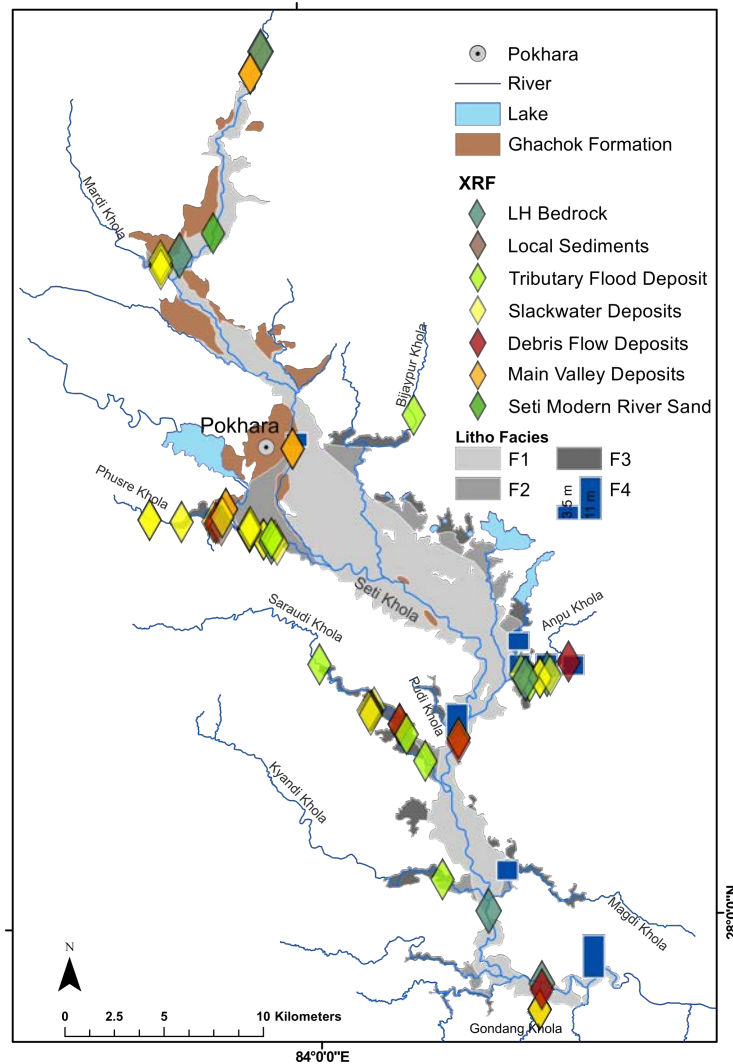 Pokhara
River
Lake
Ghachok Formation
XRF
LH Bedrock
Local Sediments
Tributary Flood Deposit
Slackwater Deposits
Debris Flow Deposits
Main Valley Deposits
Seti Modern River Sand
Litho Facies
F1
F2
F3
3.5 m
11 m
F4
Mardi Khola
Bijaypur Khola
Pokhara
Phusre Khola
Seti Khola
Saraudi Khola
Anpu Khola
Rudi Khola
Kyandi Khola
Magdi Khola
Gondang Khola
N
0 2.5 5 10 Kilometers
84°0'0"E
28°0'0"N